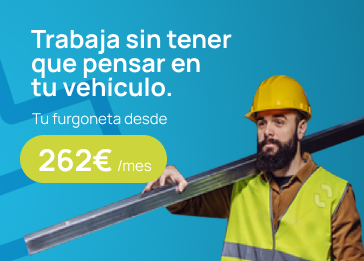 Trabaja sin tener
que pensar en
tu vehículo.
Tu furgoneta desde
262€ /mes